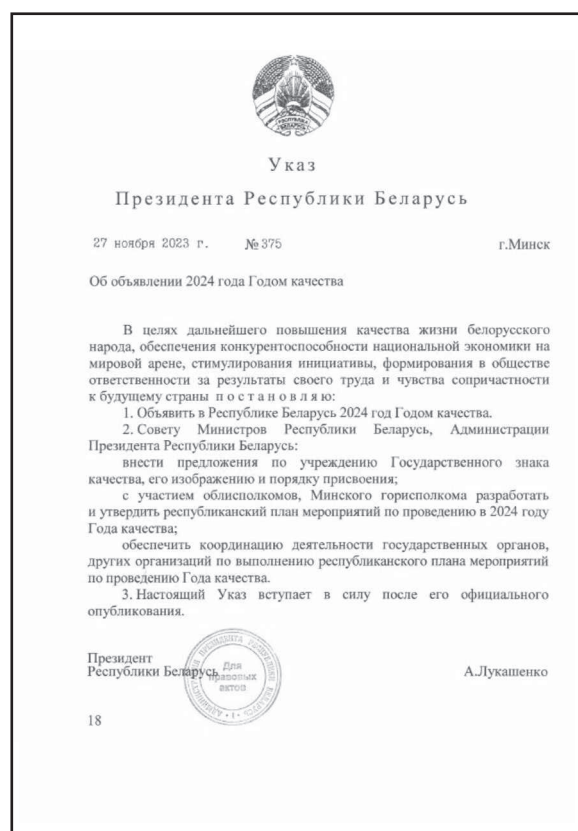 Указ
Президента Республики Беларусь
27 ноября 2023 г. № 375 г.Минск
Об объявлении 2024 года Годом качества
В целях дальнейшего повышения качества жизни белорусского
народа, обеспечения конкурентоспособности национальной экономики на
мировой арене, стимулирования инициативы, формирования в обществе
ответственности за результаты своего труда и чувства сопричастности
к будущему страны п о с т а н о в л я ю:
1. Объявить в Республике Беларусь 2024 год Годом качества.
2. Совету Министров Республики Беларусь, Администрации
Президента Республики Беларусь:
внести предложения по учреждению Государственного знака
качества, его изображению и порядку присвоения;
с участием облисполкомов, Минского горисполкома разработать
и утвердить республиканский план мероприятий по проведению в 2024 году
Года качества;
обеспечить координацию деятельности государственных органов,
других организаций по выполнению республиканского плана мероприятий
по проведению Года качества.
3. Настоящий Указ вступает в силу после его официального
опубликования.
Президент
Республики Беларусь А.Лукашенко
АДМИНИСТРАЦИЯ ПРЕЗИДЕНТА РЕСПУБЛИКИ БЕЛАРУСЬ
Для
правовых
актов
18